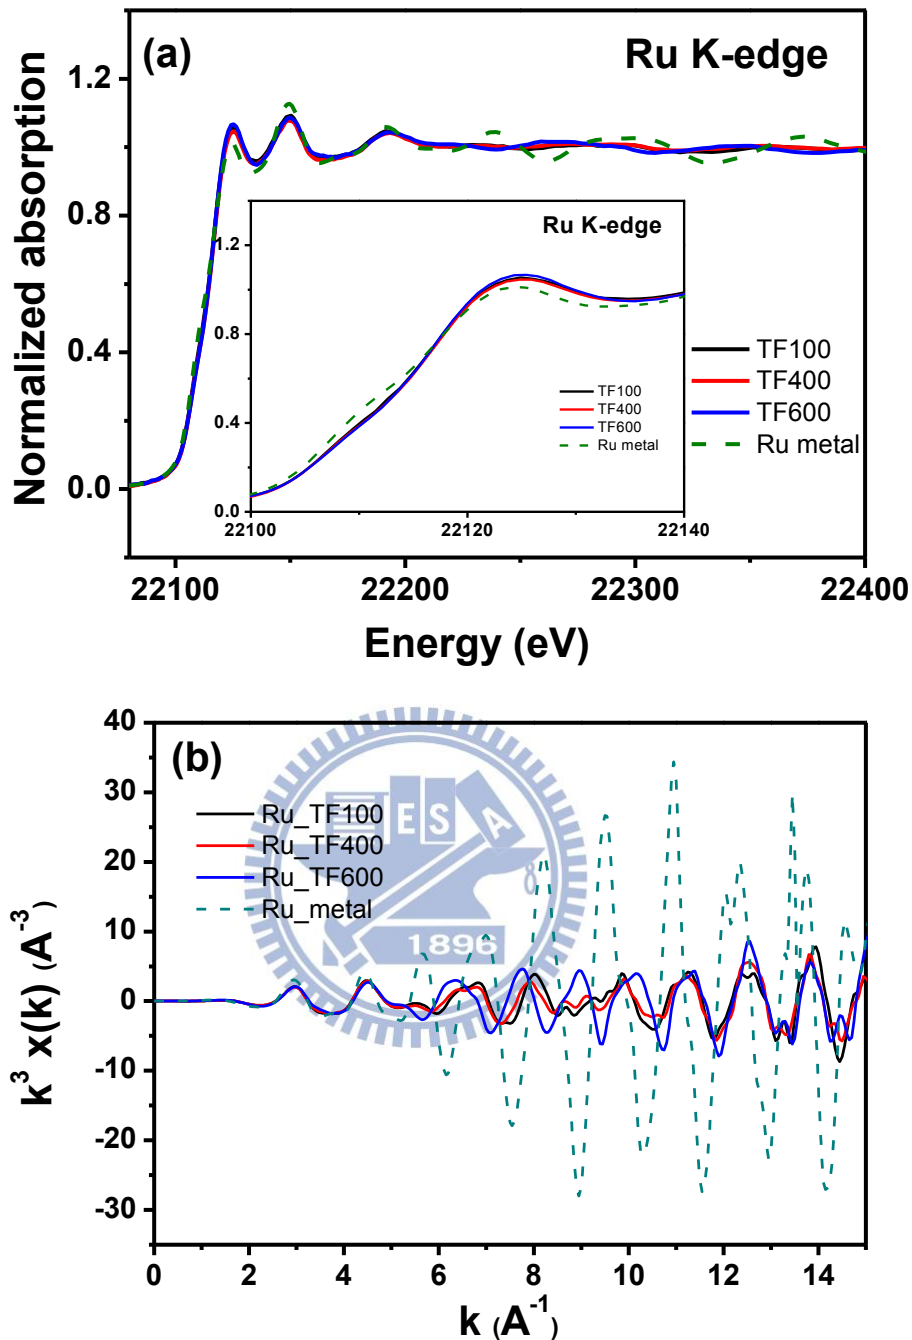 (a)
Ru K-edge
Normalized absorption
1.2
0.8
0.4
0.0
Ru K-edge
1.2
0.8
0.4
0.0
TF100
TF400
TF600
Ru metal
22100
22120
22140
TF100
TF400
TF600
Ru metal
22100
22200
22300
22400
Energy (eV)
(b)
k³ x(k) (A⁻³)
40
30
20
10
0
-10
-20
-30
Ru_TF100
Ru_TF400
Ru_TF600
Ru_metal
E S A
1896
0
2
4
6
8
10
12
14
k (A⁻¹)